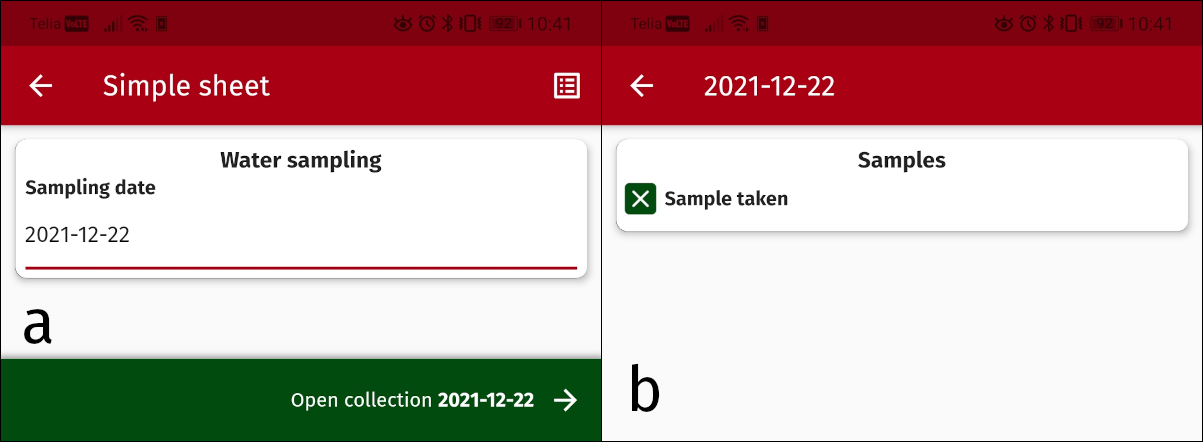 Telia VoLTE 92 10:41
Simple sheet
Water sampling
Sampling date
2021-12-22
a
Open collection 2021-12-22
Telia VoLTE 92 10:41
2021-12-22
Samples
Sample taken
b